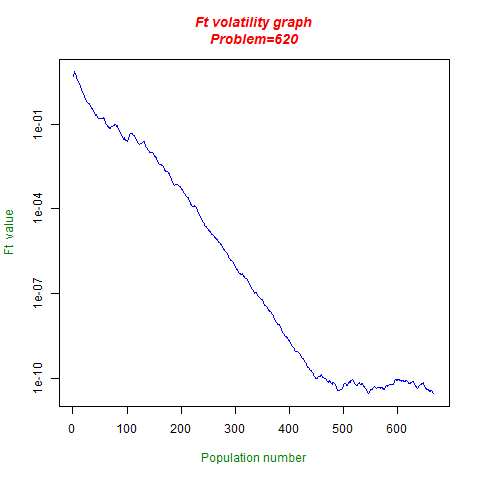 Ft volatility graph
Problem=620
Ft value
1e-01
1e-04
1e-07
1e-10
0 100 200 300 400 500 600
Population number